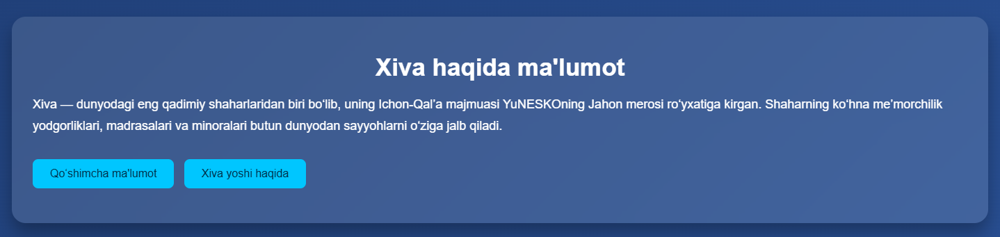 Xiva haqida ma'lumot
Xiva — dunyodagi eng qadimiy shaharlaridan biri bo‘lib, uning Ichon-Qal’a majmuasi YuNESKOning Jahon merosi ro‘yxatiga kirgan. Shaharning ko‘hna me’morchilik
yodgorliklari, madrasalari va minoralari butun dunyodan sayyohlarni o‘ziga jalb qiladi.
Qo‘shimcha ma'lumot
Xiva yoshi haqida